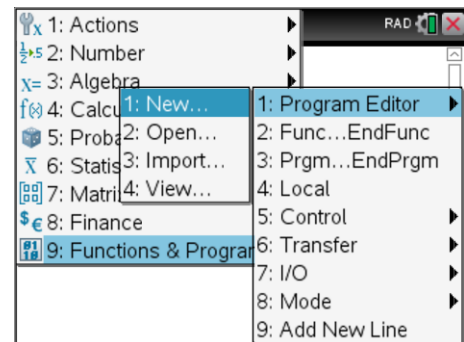 1: Actions
RAD
2: Number
3: Algebra
4: Calcu
5: Proba
6: Statis
7: Matri
8: Finance
9: Functions & Progra
1: New...
2: Open...
3: Import...
4: View...
1: Program Editor
2: Func...EndFunc
3: Prgm...EndPrgm
4: Local
5: Control
6: Transfer
7: I/O
8: Mode
9: Add New Line